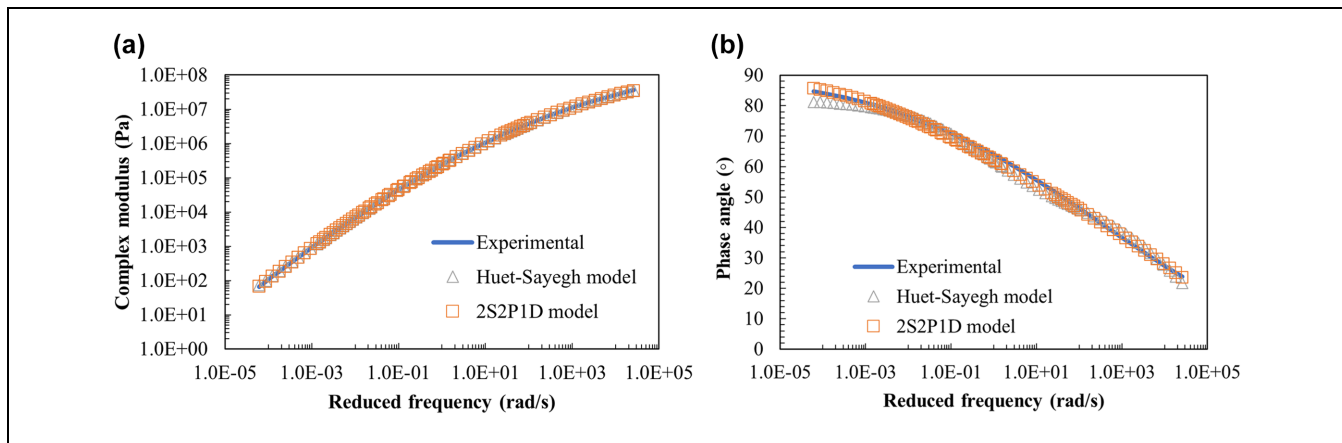 (a)
Complex modulus (Pa)
1.0E+08
1.0E+07
1.0E+06
1.0E+05
1.0E+04
1.0E+03
1.0E+02
1.0E+01
1.0E+00
Experimental
Huet-Sayegh model
2S2P1D model
1.0E-05 1.0E-03 1.0E-01 1.0E+01 1.0E+03 1.0E+05
Reduced frequency (rad/s)
(b)
Phase angle (○)
90
80
70
60
50
40
30
20
10
0
Experimental
Huet-Sayegh model
2S2P1D model
1.0E-05 1.0E-03 1.0E-01 1.0E+01 1.0E+03 1.0E+05
Reduced frequency (rad/s)